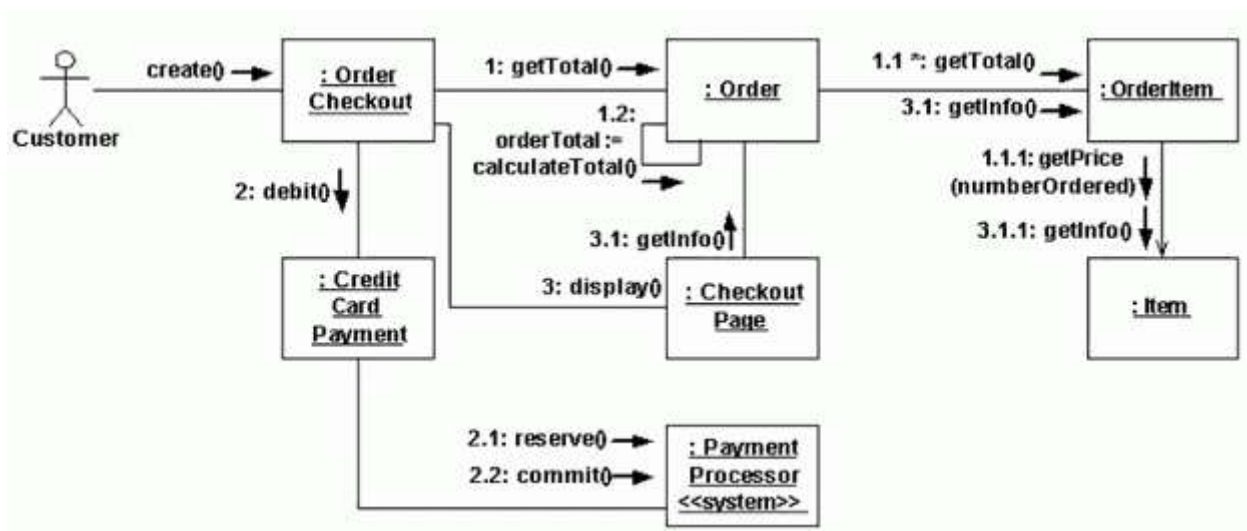 create()
: Order
Checkout
1: getTotal()
: Order
1.1 *: getTotal()
3.1: getInfo()
: OrderItem
Customer
1.2:
orderTotal :=
calculateTotal()
1.1.1: getPrice
(numberOrdered)
2: debit()
3.1: getInfo()
3.1.1: getInfo()
: Credit
Card
Payment
3: display()
: Checkout
Page
: Item
2.1: reserve()
2.2: commit()
: Payment
Processor
<<system>>